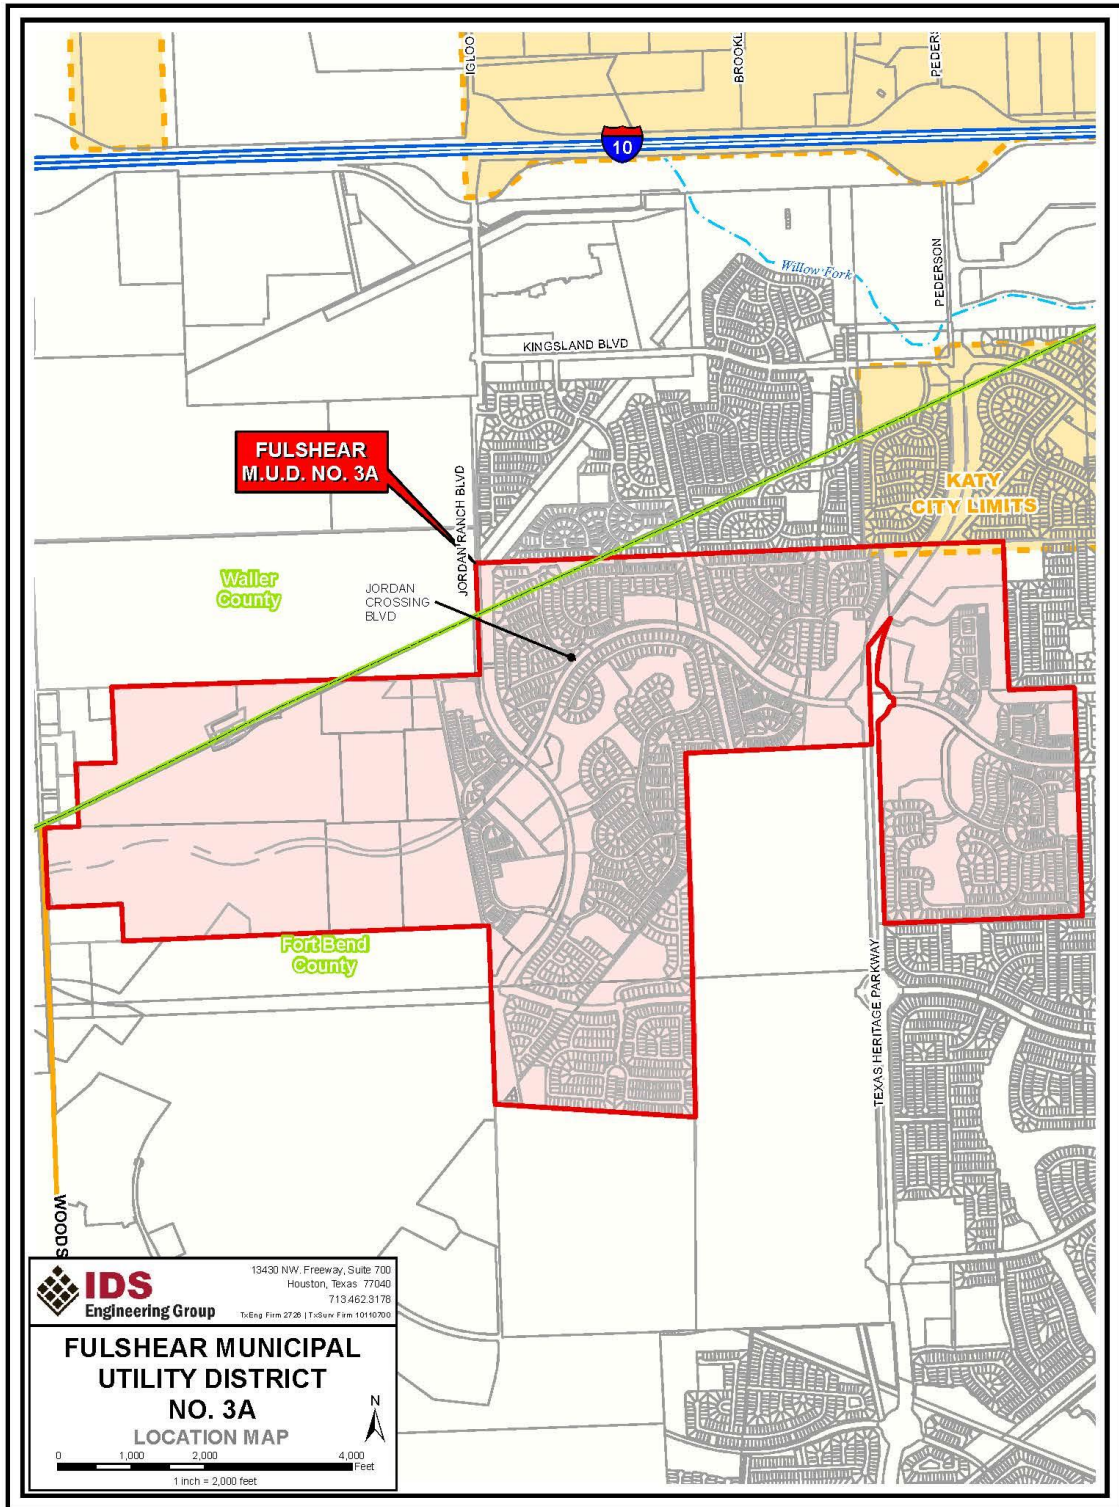 IGLOO
BROOKL
PEDERS
10
Willow Fork
PEDERSON
KINGSLAND BLVD
FULSHEAR
M.U.D. NO. 3A
KATY
CITY LIMITS
JORDAN RANCH BLVD
Waller
County
JORDAN
CROSSING
BLVD
Fort Bend
County
TEXAS HERITAGE PARKWAY
WOODS
IDS
Engineering Group
13430 NW. Freeway, Suite 700
Houston, Texas 77040
713.462.3178
TxEng Firm 2726 | TxSurv Firm 10110700
FULSHEAR MUNICIPAL
UTILITY DISTRICT
NO. 3A
LOCATION MAP
N
0 1,000 2,000 4,000
Feet
1 inch = 2,000 feet